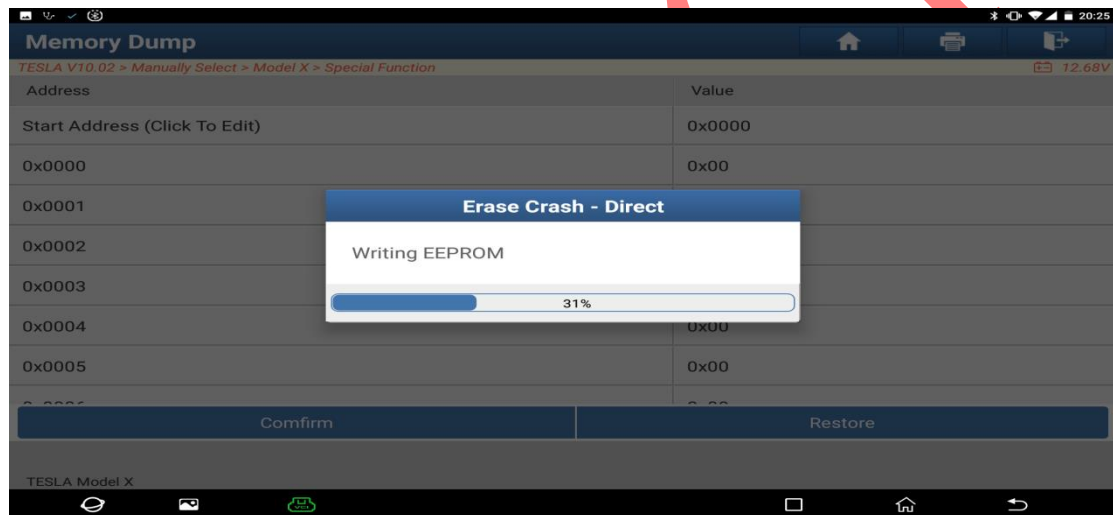 20:25
Memory Dump
TESLA V10.02 > Manually Select > Model X > Special Function 12.68V
Address Value
Start Address (Click To Edit) 0x0000
0x0000 0x00
0x0001
Erase Crash - Direct
0x0002
Writing EEPROM
0x0003
31%
0x0004 0x00
0x0005 0x00
Comfirm Restore
TESLA Model X
VCI